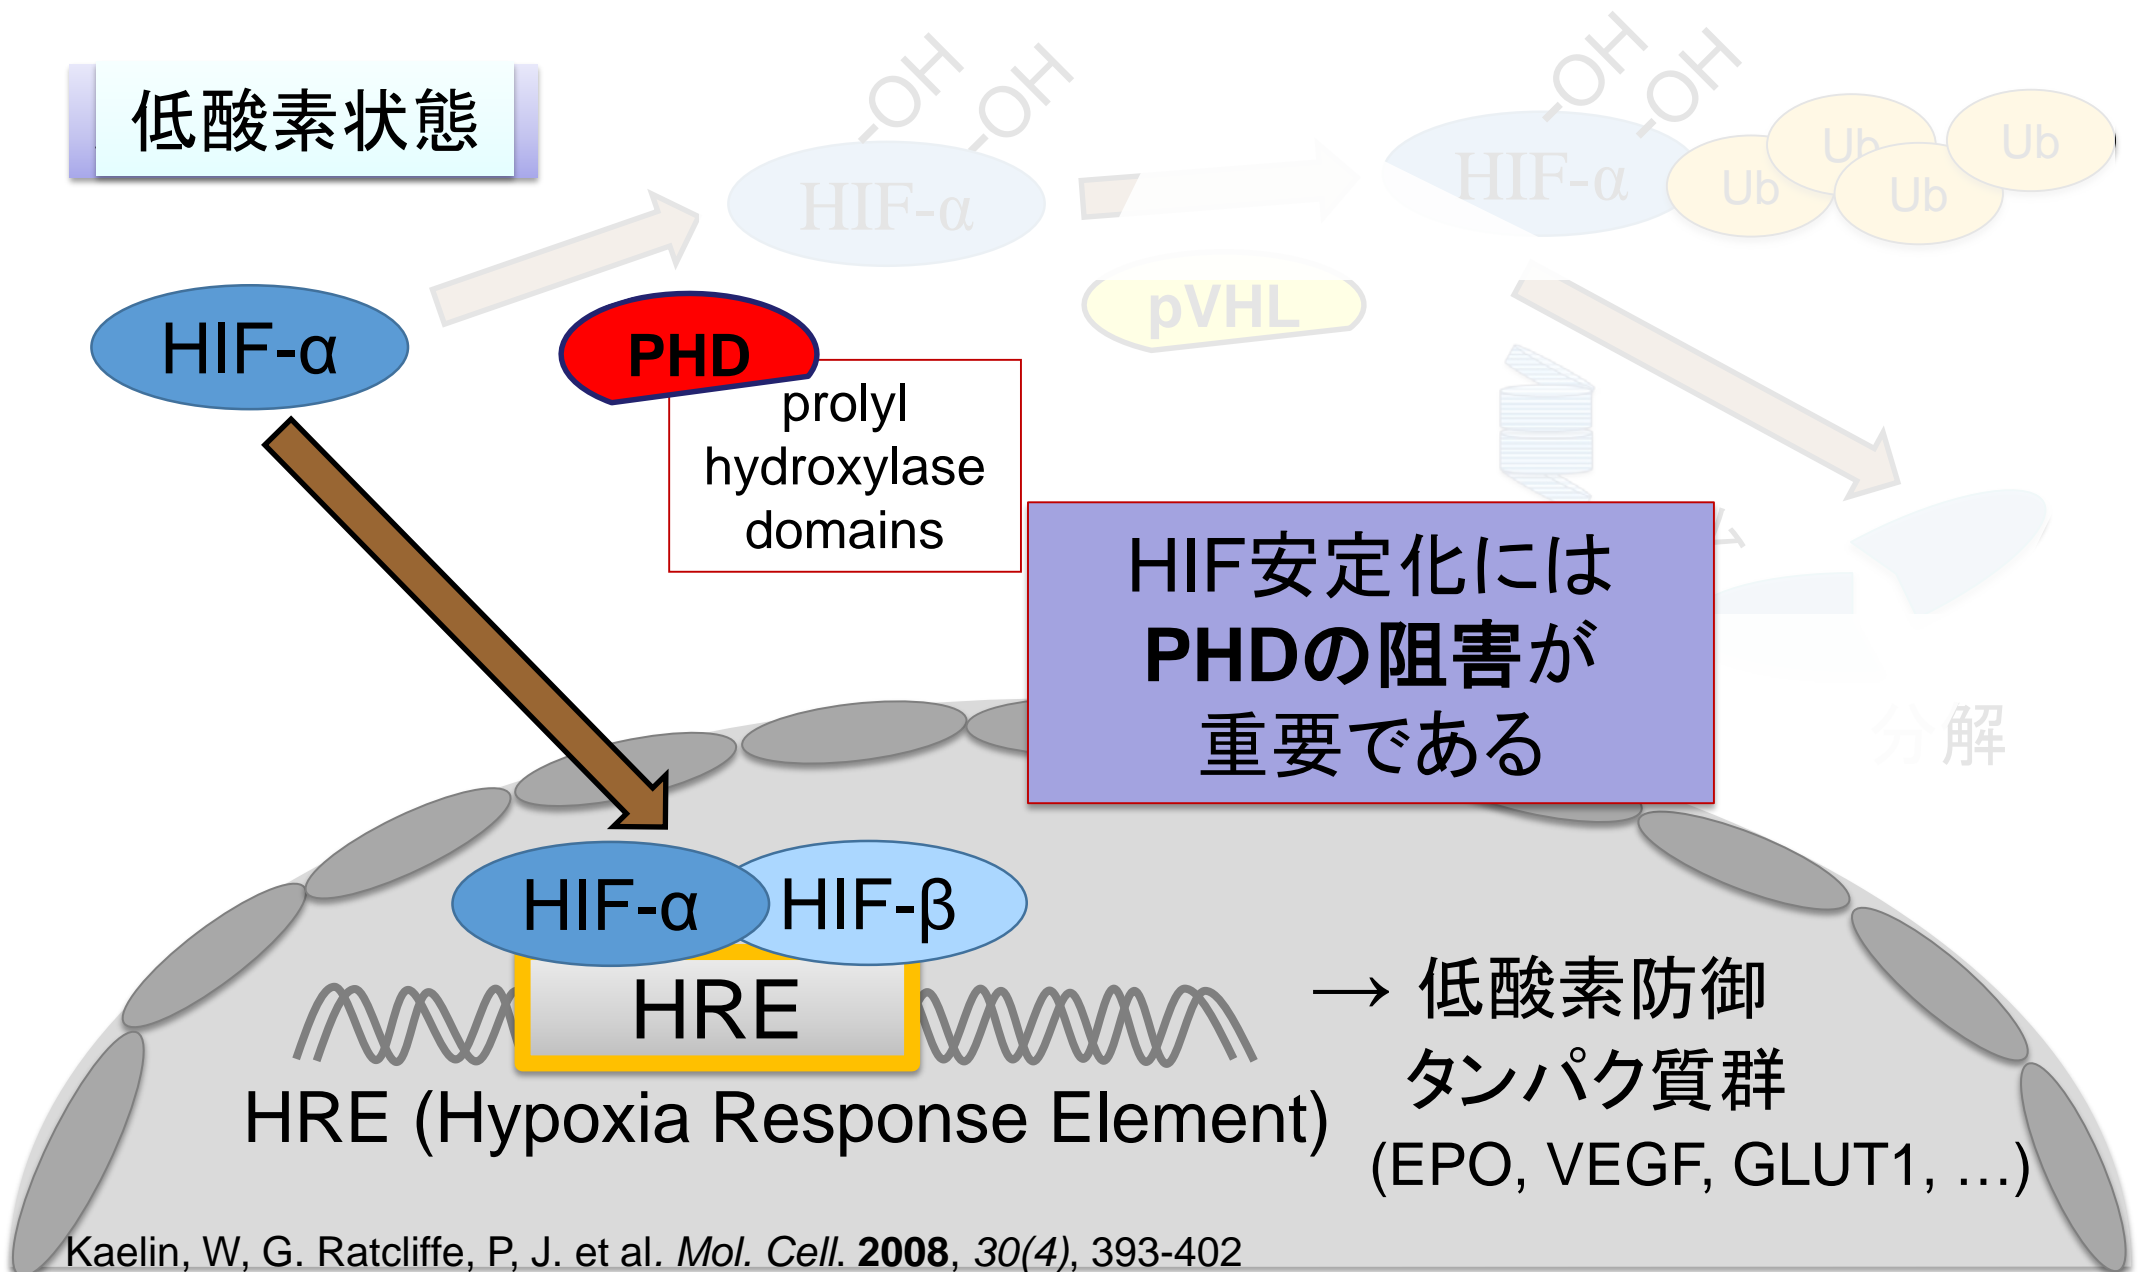 低酸素状態
-OH
-OH
HIF-α
-OH
-OH
HIF-α
Ub
Ub
Ub
Ub
HIF-α
PHD
pVHL
prolyl
hydroxylase
domains
HIF安定化には
PHDの阻害が
重要である
分解
HIF-α
HIF-β
HRE
HRE (Hypoxia Response Element)
→ 低酸素防御
タンパク質群
(EPO, VEGF, GLUT1, …)
Kaelin, W, G. Ratcliffe, P, J. et al. Mol. Cell. 2008, 30(4), 393-402